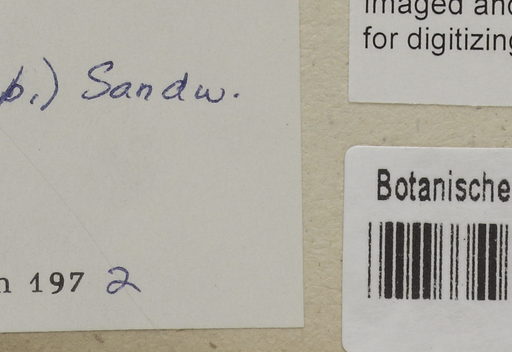 b.) Sandw.
n 197 2
Imaged and
for digitizing
Botanische